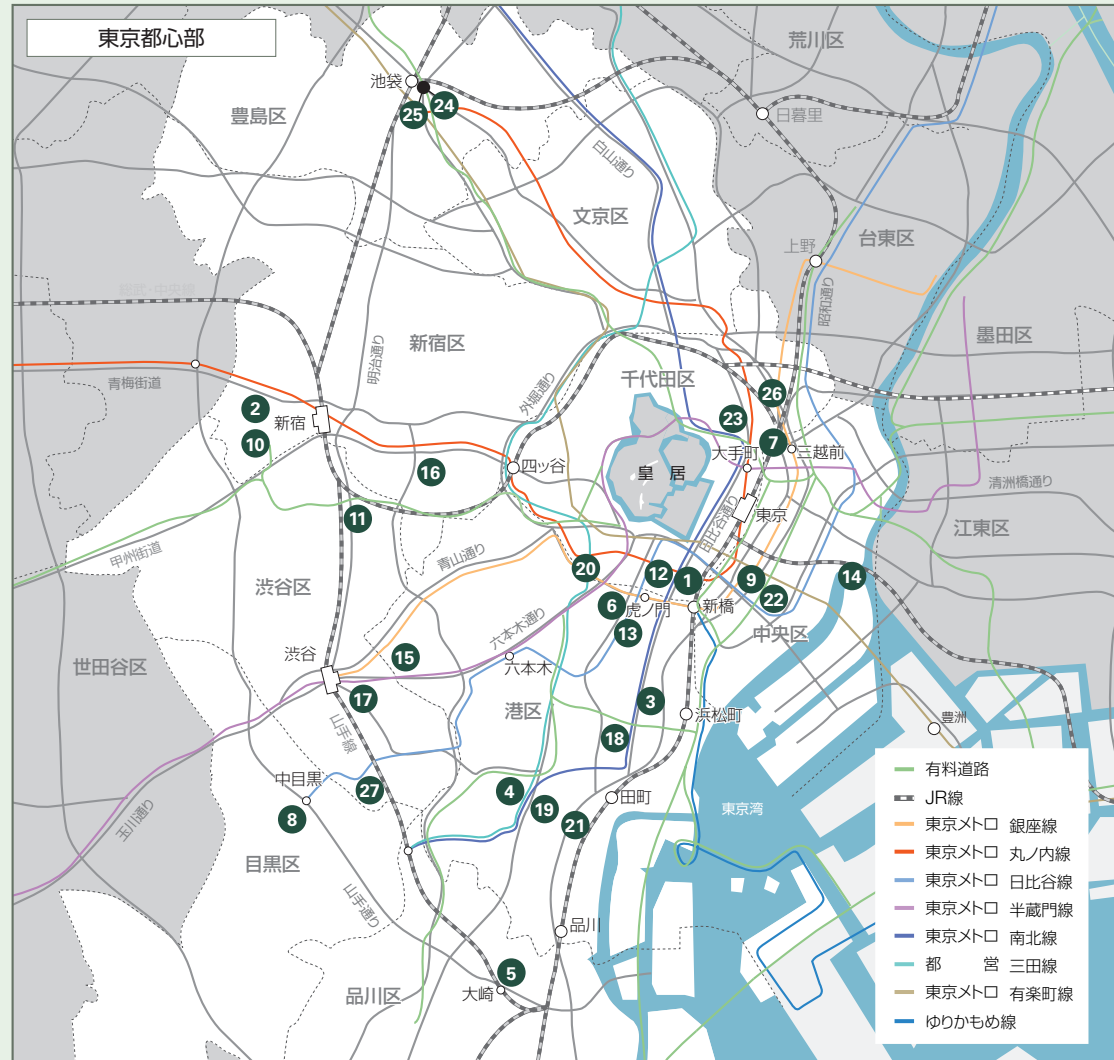 東京都心部
荒川区
池袋
豊島区
25
24
日暮里
白山通り
文京区
上野
台東区
昭和通り
総武・中央線
墨田区
新宿区
明治通り
外堀通り
千代田区
青梅街道
2
新宿
10
26
23
7
三越前
大手町
四ッ谷
16
皇居
清洲橋通り
東京
日比谷通り
江東区
11
甲州街道
青山通り
渋谷区
20
12
1
9
22
14
6
虎ノ門
新橋
13
中央区
六本木通り
世田谷区
渋谷
15
六本木
17
港区
3
浜松町
18
豊洲
山手線
中目黒
27
8
4
19
21
田町
東京湾
玉川通り
目黒区
山手通り
品川
5
大崎
品川区
有料道路
JR線
東京メトロ 銀座線
東京メトロ 丸ノ内線
東京メトロ 日比谷線
東京メトロ 半蔵門線
東京メトロ 南北線
都 営 三田線
東京メトロ 有楽町線
ゆりかもめ線